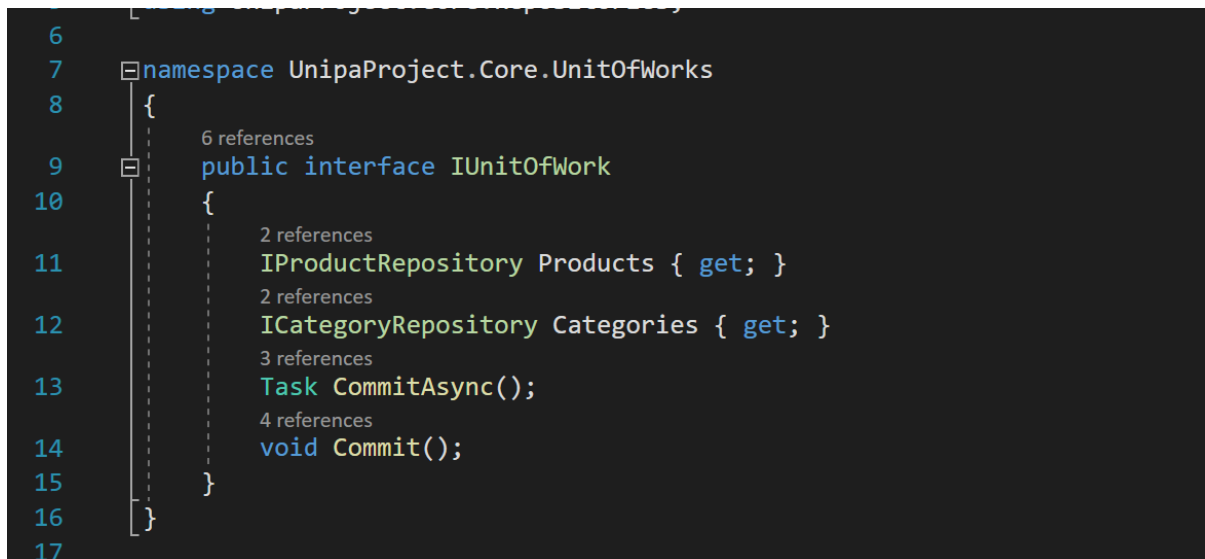 6
7 namespace UnipaProject.Core.UnitOfWorks
8 {
6 references
9 public interface IUnitOfWork
10 {
2 references
11 IProductRepository Products { get; }
2 references
12 ICategoryRepository Categories { get; }
3 references
13 Task CommitAsync();
4 references
14 void Commit();
15 }
16 }
17